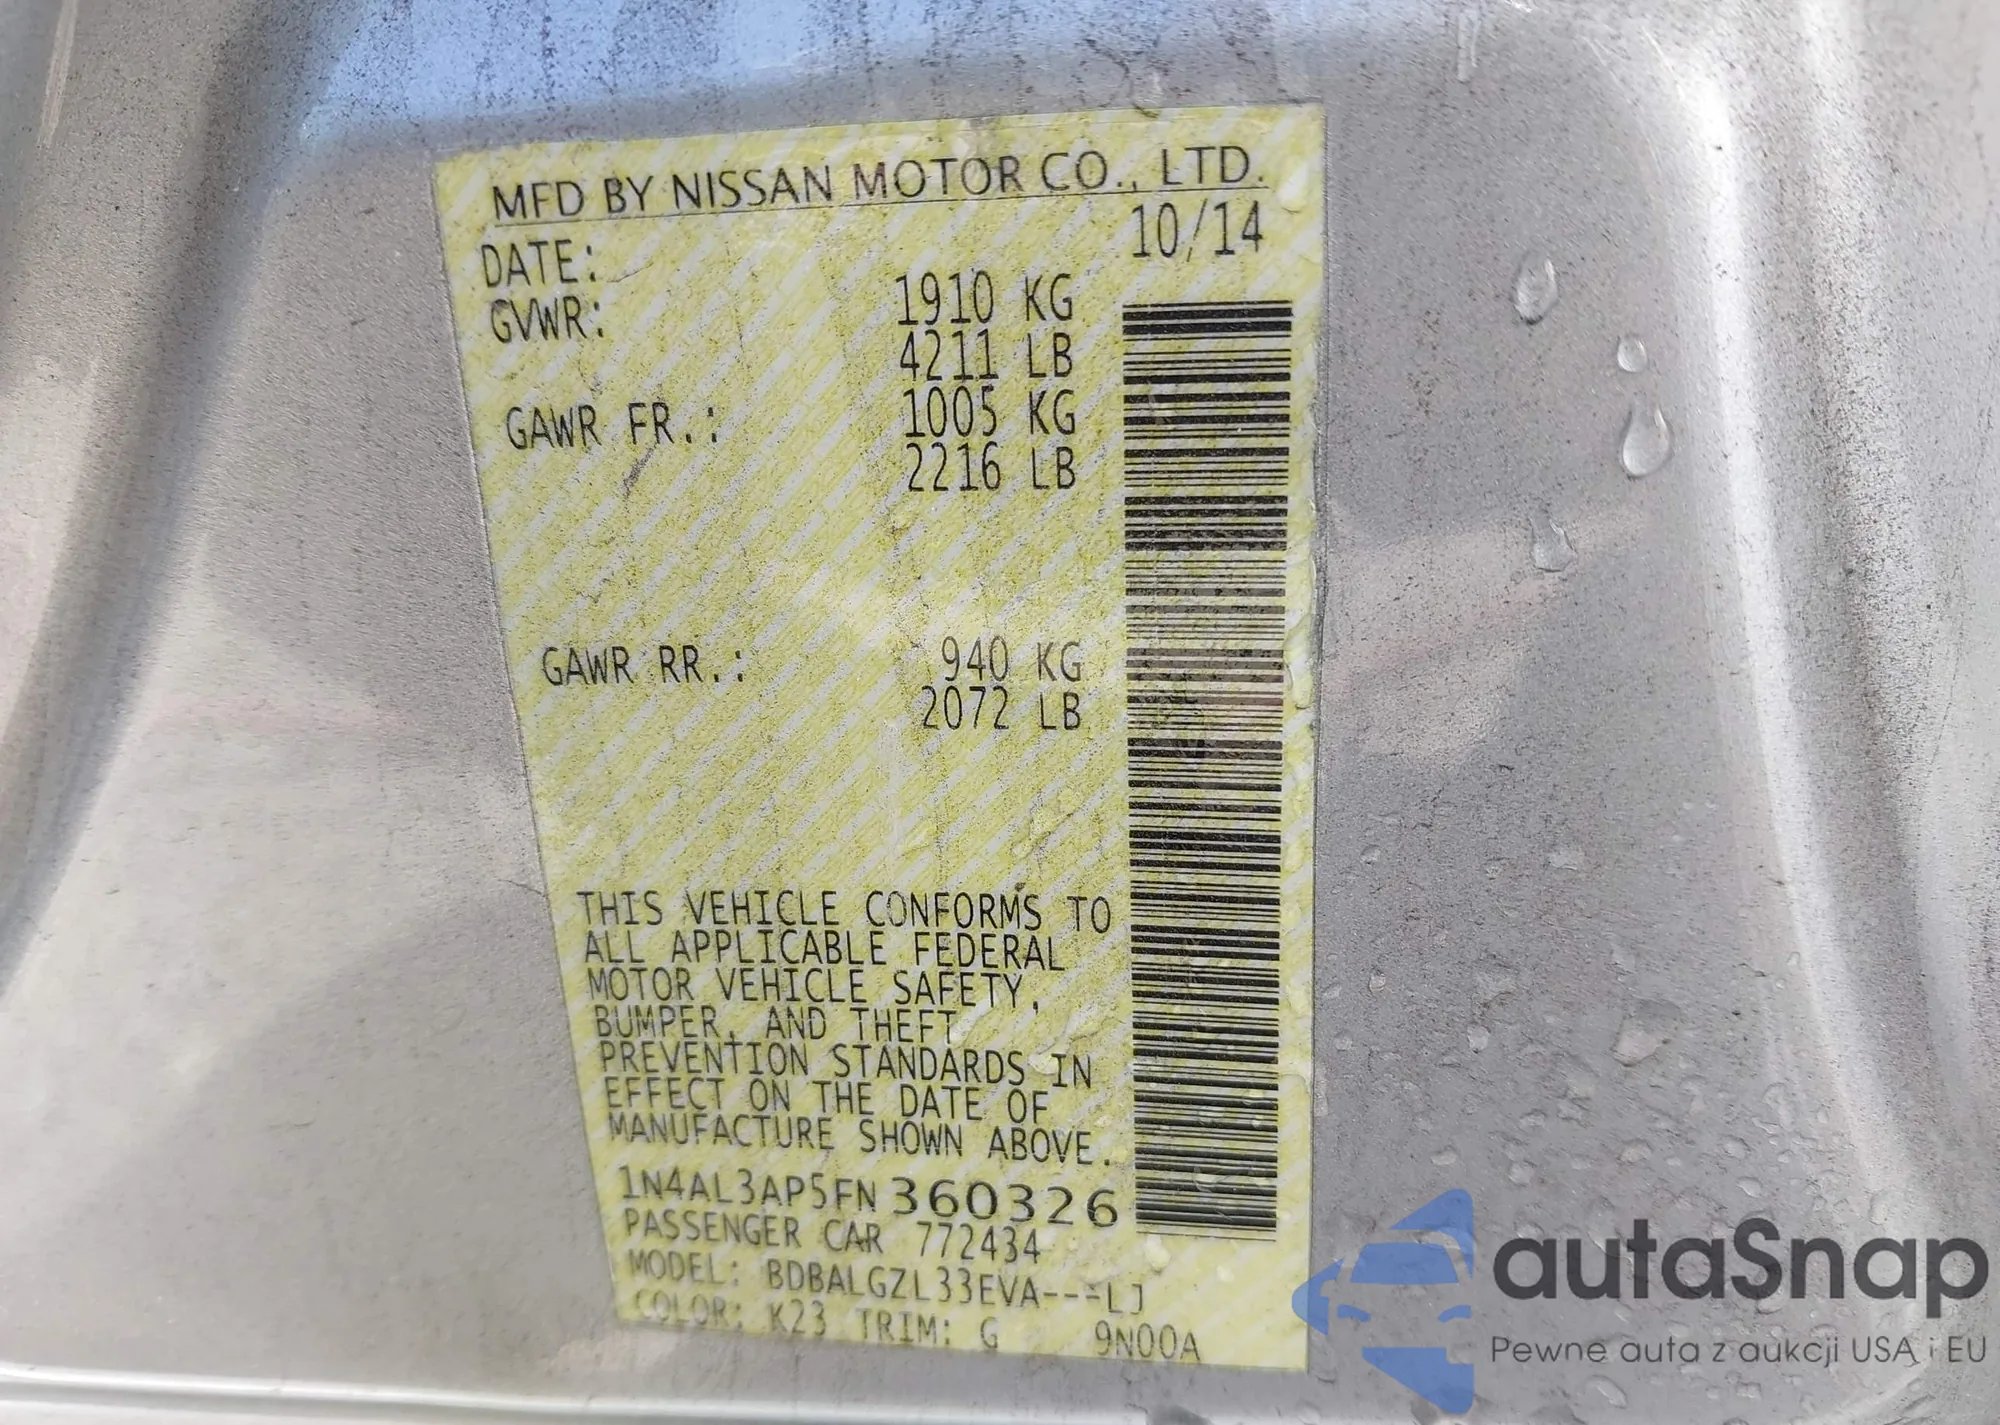 MFD BY NISSAN MOTOR CO., LTD.
DATE: 10/14
GVWR: 1910 KG
4211 LB
GAWR FR.: 1005 KG
2216 LB
GAWR RR.: 940 KG
2072 LB
THIS VEHICLE CONFORMS TO
ALL APPLICABLE FEDERAL
MOTOR VEHICLE SAFETY,
BUMPER, AND THEFT
PREVENTION STANDARDS IN
EFFECT ON THE DATE OF
MANUFACTURE SHOWN ABOVE.
1N4AL3AP5FN360326
PASSENGER CAR 772434
MODEL: BDBALGZL33EVA---LJ
COLOR: K23 TRIM: G 9N00A
autaSnap
Pewne auta z aukcji USA i EU